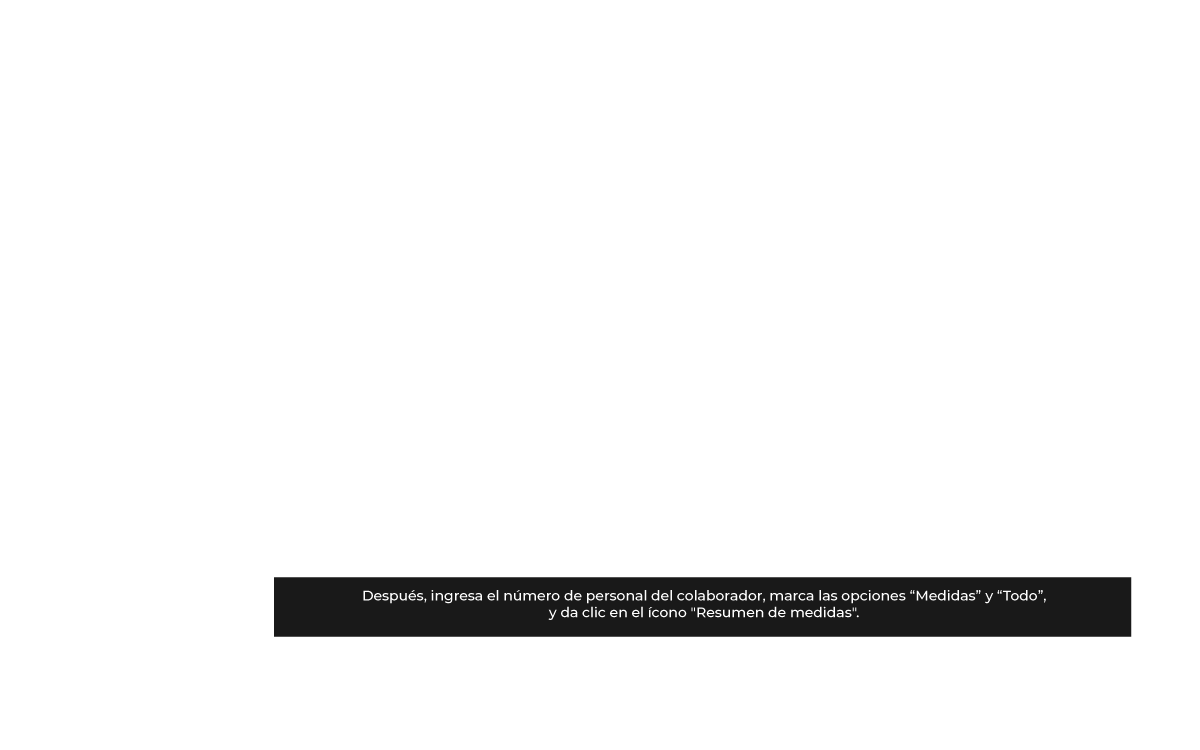 Después, ingresa el número de personal del colaborador, marca las opciones “Medidas” y “Todo”,
y da clic en el ícono "Resumen de medidas".